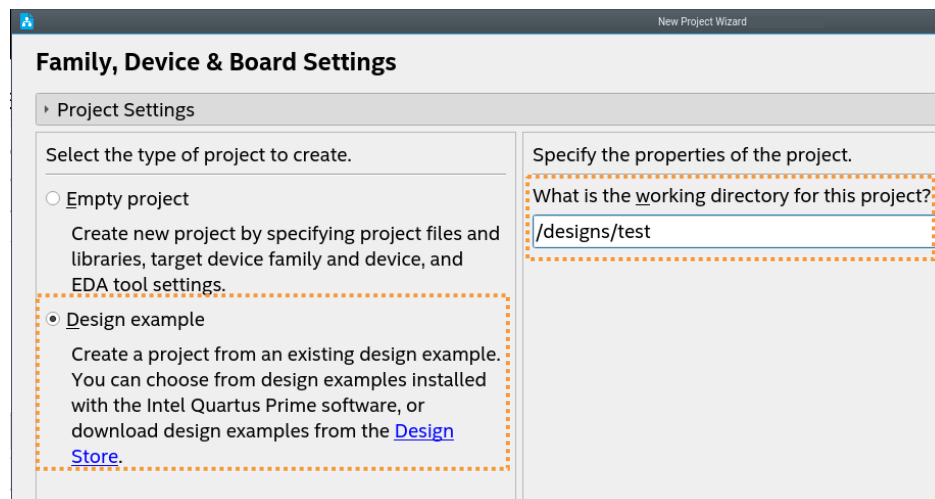 New Project Wizard
Family, Device & Board Settings
Project Settings
Select the type of project to create.
Empty project
Create new project by specifying project files and
libraries, target device family and device, and
EDA tool settings.
Design example
Create a project from an existing design example.
You can choose from design examples installed
with the Intel Quartus Prime software, or
download design examples from the Design
Store.
Specify the properties of the project.
What is the working directory for this project?
/designs/test